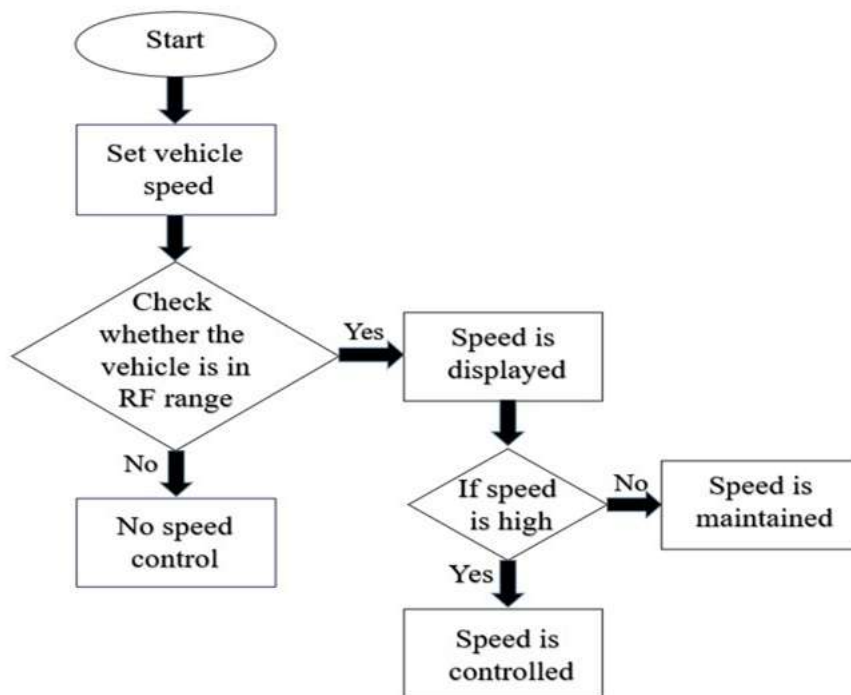 Start
Set vehicle
speed
Check
whether the
vehicle is in
RF range
Yes
Speed is
displayed
No
No speed
control
If speed
is high
No
Speed is
maintained
Yes
Speed is
controlled